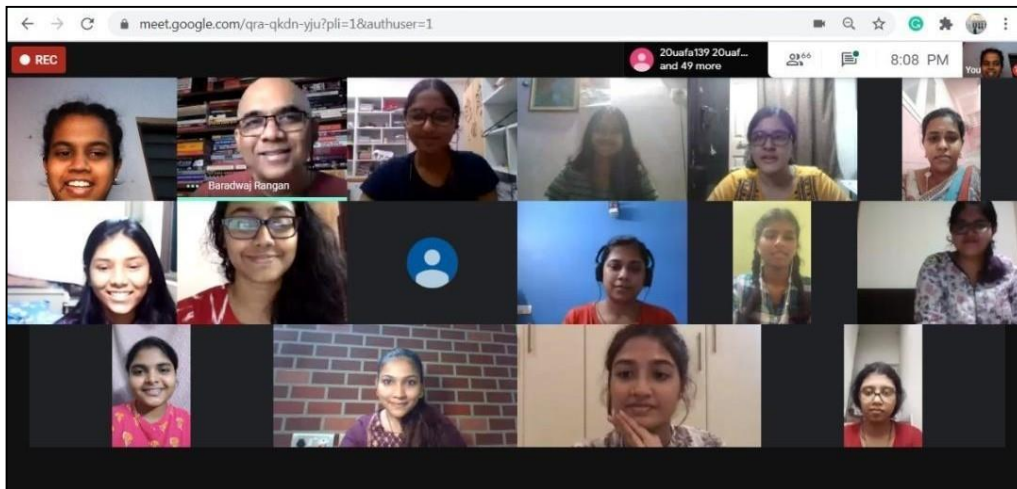 meet.google.com/qra-qkdn-yju?pli=1&authuser=1
REC
20uafa139 20uaf...
and 49 more
66
8:08 PM
You
Baradwaj Rangan